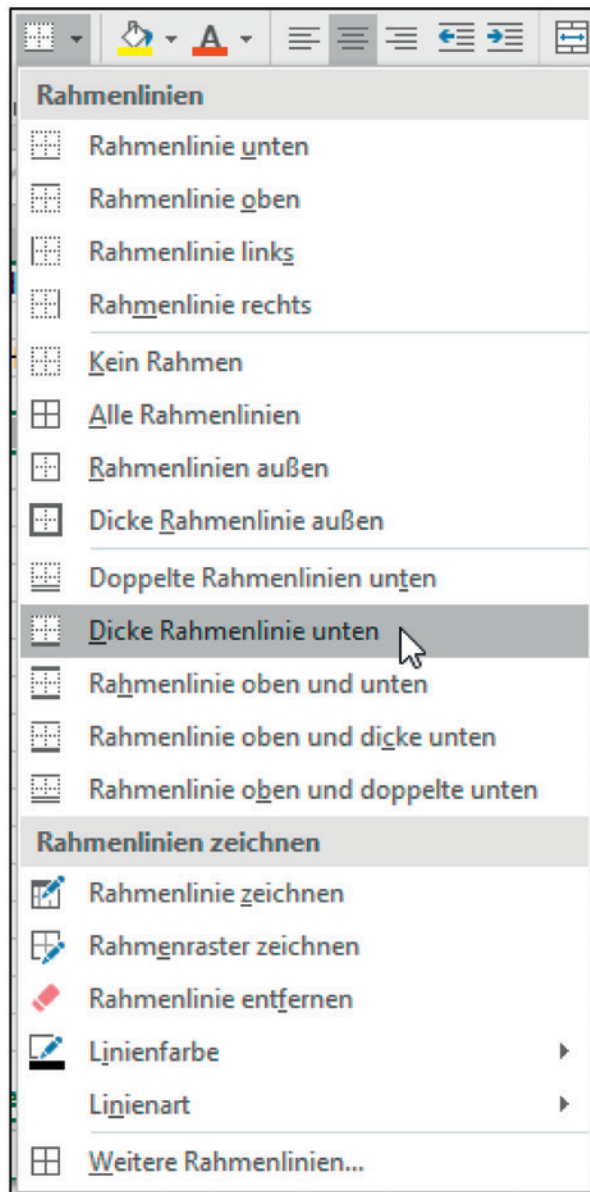 A
Rahmenlinien
Rahmenlinie unten
Rahmenlinie oben
Rahmenlinie links
Rahmenlinie rechts
Kein Rahmen
Alle Rahmenlinien
Rahmenlinien außen
Dicke Rahmenlinie außen
Doppelte Rahmenlinien unten
Dicke Rahmenlinie unten
Rahmenlinie oben und unten
Rahmenlinie oben und dicke unten
Rahmenlinie oben und doppelte unten
Rahmenlinien zeichnen
Rahmenlinie zeichnen
Rahmenraster zeichnen
Rahmenlinie entfernen
Linienfarbe
Linienart
Weitere Rahmenlinien...